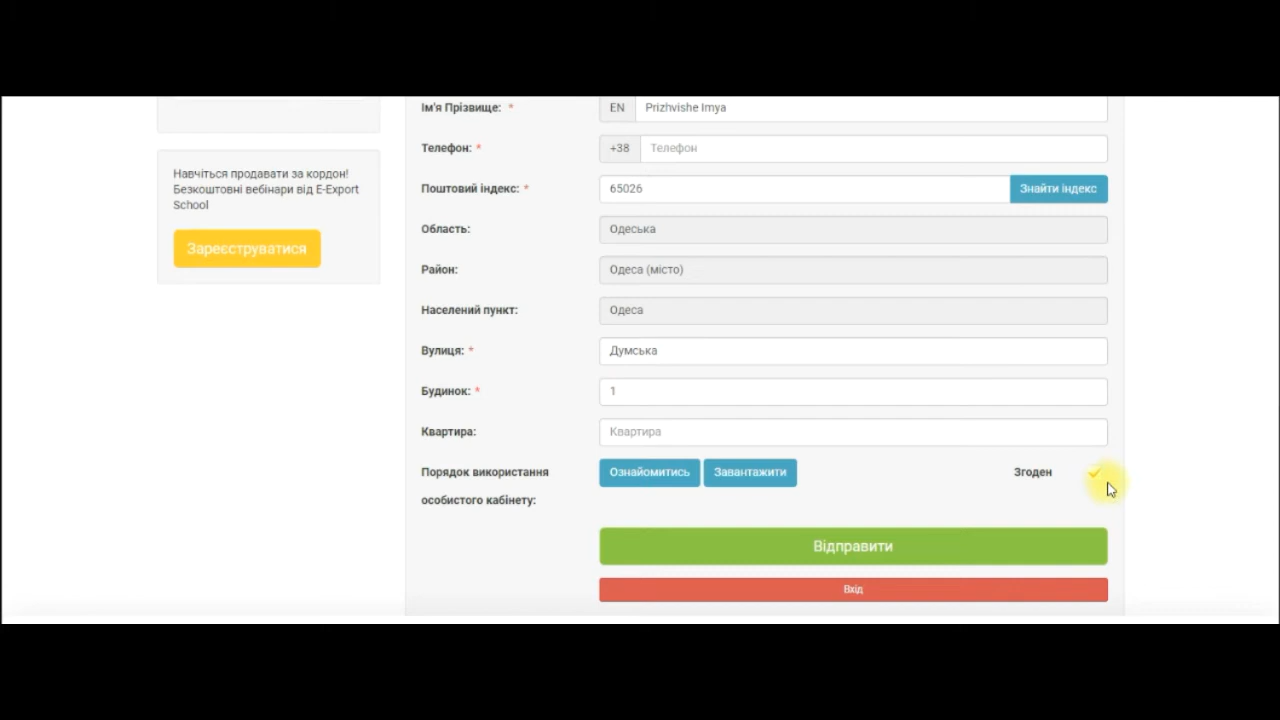 Навчіться продавати за кордон!
Безкоштовні вебінари від E-Export
School
Зареєструватися
Ім'я Прізвище: * EN Prizhvishe Imya
Телефон: * +38 Телефон
Поштовий індекс: * 65026 Знайти індекс
Область: Одеська
Район: Одеса (місто)
Населений пункт: Одеса
Вулиця: * Думська
Будинок: * 1
Квартира: Квартира
Порядок використання Ознайомитись Завантажити Згоден
особистого кабінету:
Відправити
Вхід